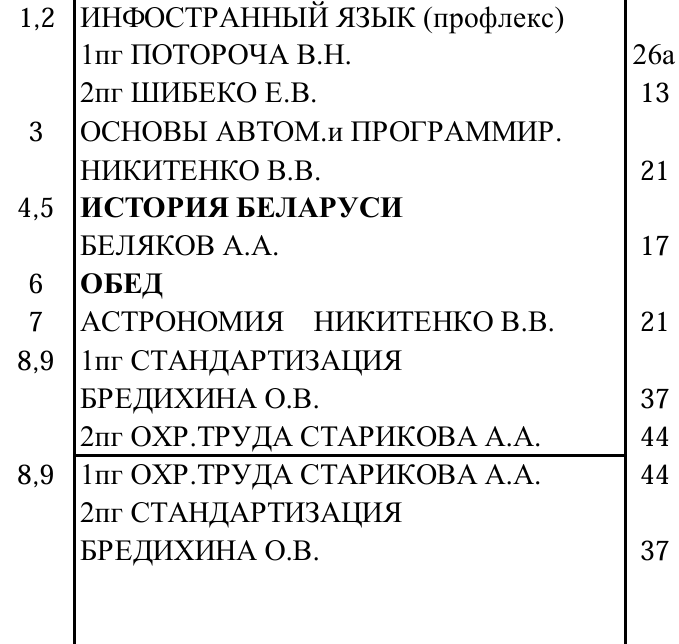 1,2 ИНФОСТРАННЫЙ ЯЗЫК (профлекс)
1пг ПОТОРОЧА В.Н. 26а
2пг ШИБЕКО Е.В. 13
3 ОСНОВЫ АВТОМ.и ПРОГРАММИР.
НИКИТЕНКО В.В. 21
4,5 ИСТОРИЯ БЕЛАРУСИ
БЕЛЯКОВ А.А. 17
6 ОБЕД
7 АСТРОНОМИЯ НИКИТЕНКО В.В. 21
8,9 1пг СТАНДАРТИЗАЦИЯ
БРЕДИХИНА О.В. 37
2пг ОХР.ТРУДА СТАРИКОВА А.А. 44
8,9 1пг ОХР.ТРУДА СТАРИКОВА А.А. 44
2пг СТАНДАРТИЗАЦИЯ
БРЕДИХИНА О.В. 37